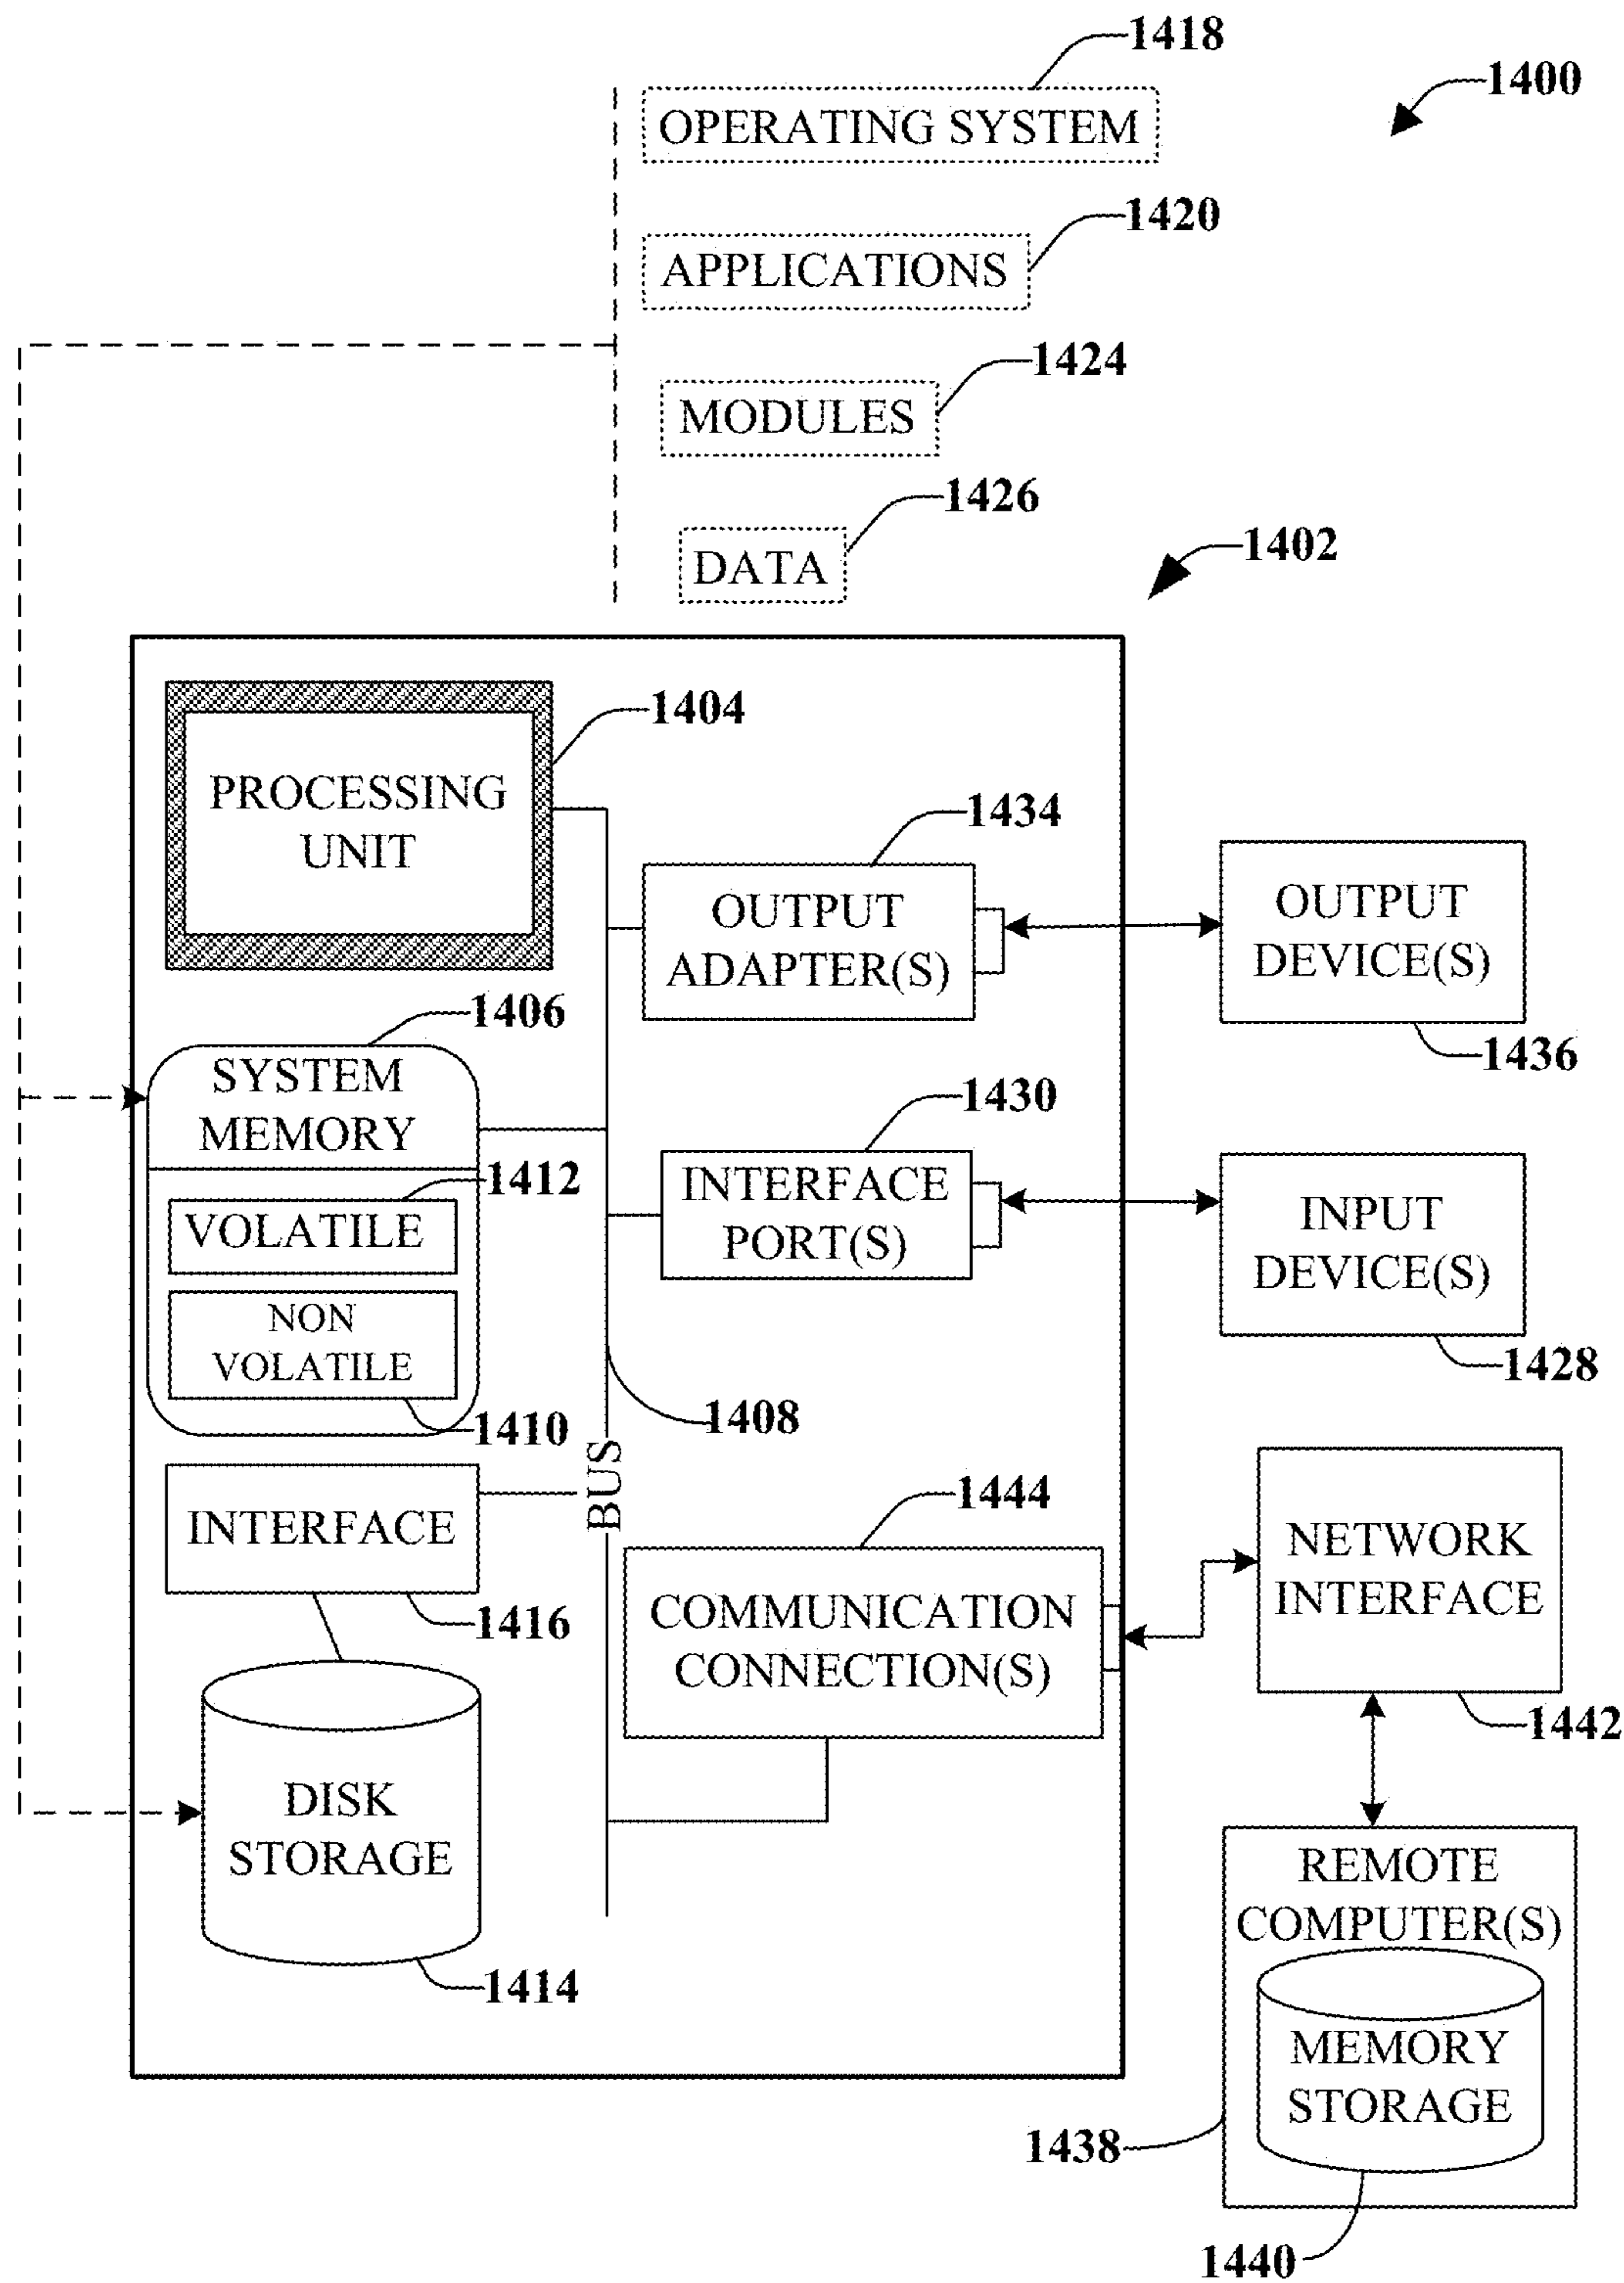 1418
1400
OPERATING SYSTEM
1420
APPLICATIONS
1424
MODULES
1426
DATA
1402
1404
PROCESSING
UNIT
1434
OUTPUT
ADAPTER(S)
OUTPUT
DEVICE(S)
1436
1406
SYSTEM
MEMORY
1412
VOLATILE
NON
VOLATILE
1410
1430
INTERFACE
PORT(S)
INPUT
DEVICE(S)
1428
1408
BUS
INTERFACE
1416
1444
COMMUNICATION
CONNECTION(S)
NETWORK
INTERFACE
1442
DISK
STORAGE
1414
REMOTE
COMPUTER(S)
MEMORY
STORAGE
1438
1440